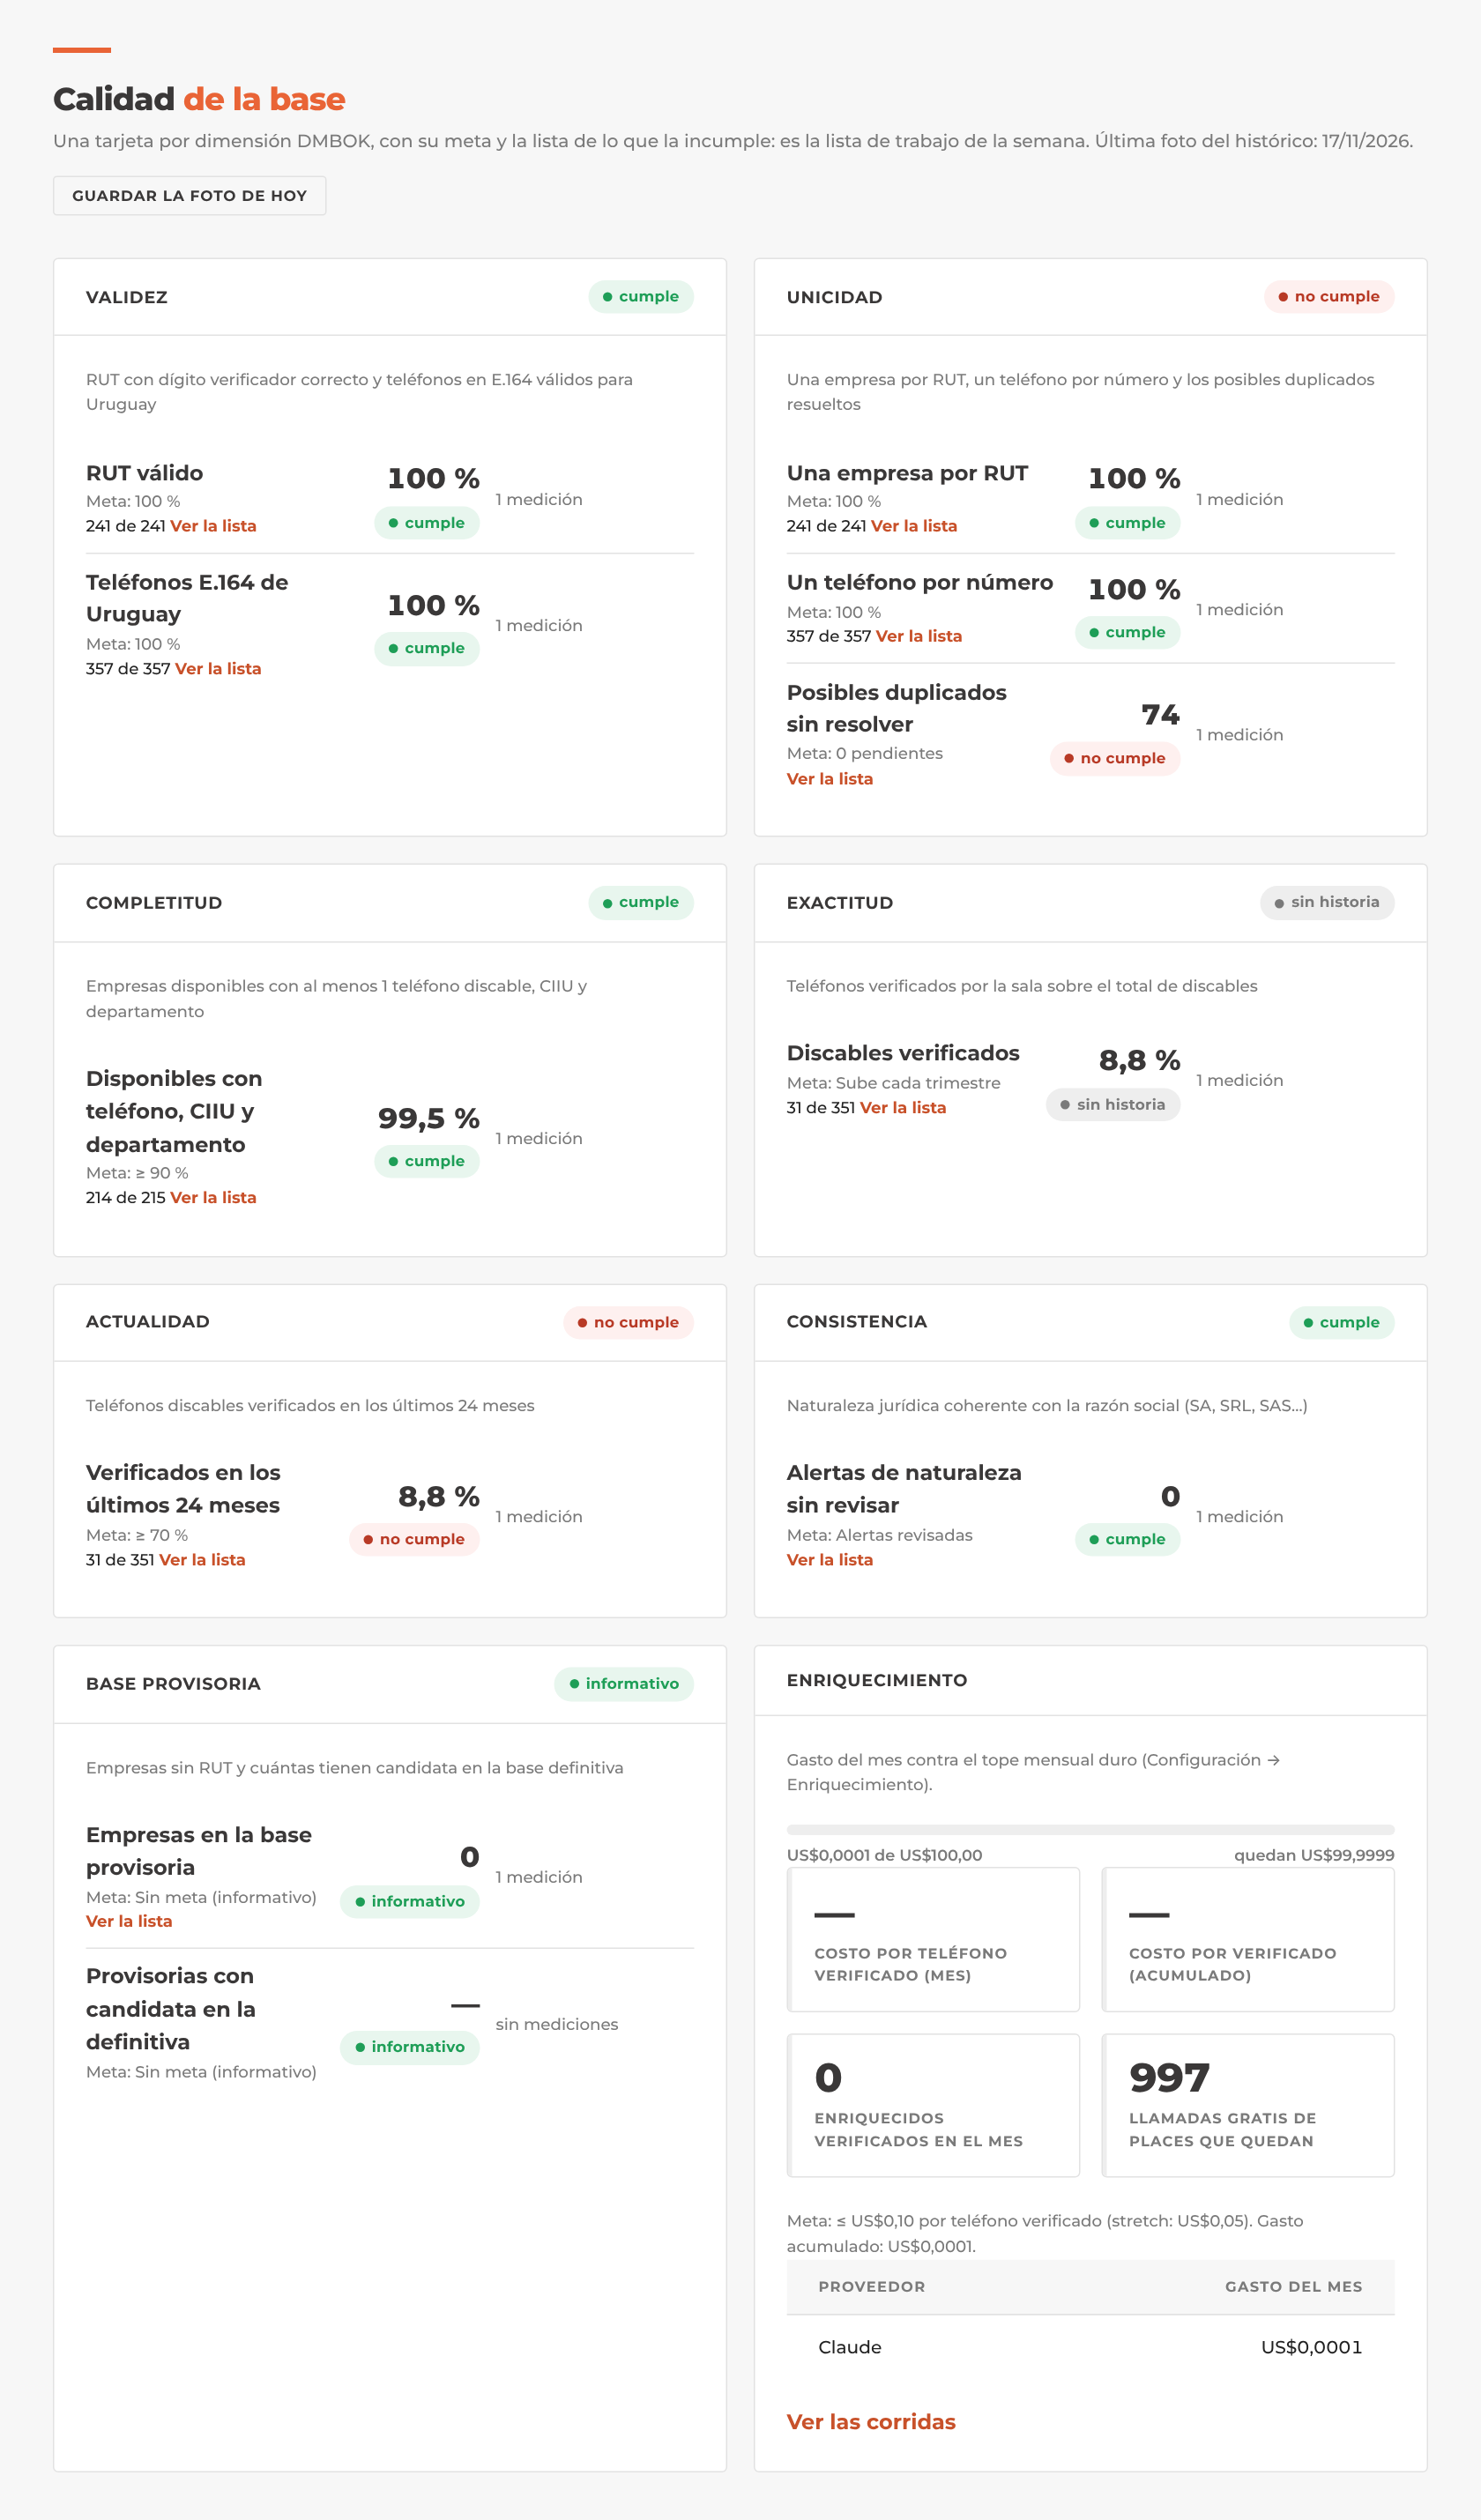 Calidad de la base
Una tarjeta por dimensión DMBOK, con su meta y la lista de lo que la incumple: es la lista de trabajo de la semana. Última foto del histórico: 17/11/2026.
GUARDAR LA FOTO DE HOY
VALIDEZ
cumple
RUT con dígito verificador correcto y teléfonos en E.164 válidos para
Uruguay
RUT válido
Meta: 100 %
241 de 241 Ver la lista
100 %
cumple
1 medición
Teléfonos E.164 de
Uruguay
Meta: 100 %
357 de 357 Ver la lista
100 %
cumple
1 medición
UNICIDAD
no cumple
Una empresa por RUT, un teléfono por número y los posibles duplicados
resueltos
Una empresa por RUT
Meta: 100 %
241 de 241 Ver la lista
100 %
cumple
1 medición
Un teléfono por número
Meta: 100 %
357 de 357 Ver la lista
100 %
cumple
1 medición
Posibles duplicados
sin resolver
Meta: 0 pendientes
Ver la lista
74
no cumple
1 medición
COMPLETITUD
cumple
Empresas disponibles con al menos 1 teléfono discable, CIIU y
departamento
Disponibles con
teléfono, CIIU y
departamento
Meta: ≥ 90 %
214 de 215 Ver la lista
99,5 %
cumple
1 medición
EXACTITUD
sin historia
Teléfonos verificados por la sala sobre el total de discables
Discables verificados
Meta: Sube cada trimestre
31 de 351 Ver la lista
8,8 %
sin historia
1 medición
ACTUALIDAD
no cumple
Teléfonos discables verificados en los últimos 24 meses
Verificados en los
últimos 24 meses
Meta: ≥ 70 %
31 de 351 Ver la lista
8,8 %
no cumple
1 medición
CONSISTENCIA
cumple
Naturaleza jurídica coherente con la razón social (SA, SRL, SAS...)
Alertas de naturaleza
sin revisar
Meta: Alertas revisadas
Ver la lista
0
cumple
1 medición
BASE PROVISORIA
informativo
Empresas sin RUT y cuántas tienen candidata en la base definitiva
Empresas en la base
provisoria
Meta: Sin meta (informativo)
Ver la lista
0
informativo
1 medición
Provisorias con
candidata en la
definitiva
Meta: Sin meta (informativo)
—
informativo
sin mediciones
ENRIQUECIMIENTO
Gasto del mes contra el tope mensual duro (Configuración →
Enriquecimiento).
US$0,0001 de US$100,00
quedan US$99,9999
—
COSTO POR TELÉFONO
VERIFICADO (MES)
—
COSTO POR VERIFICADO
(ACUMULADO)
0
ENRIQUECIDOS
VERIFICADOS EN EL MES
997
LLAMADAS GRATIS DE
PLACES QUE QUEDAN
Meta: ≤ US$0,10 por teléfono verificado (stretch: US$0,05). Gasto
acumulado: US$0,0001.
PROVEEDOR
GASTO DEL MES
Claude
US$0,0001
Ver las corridas